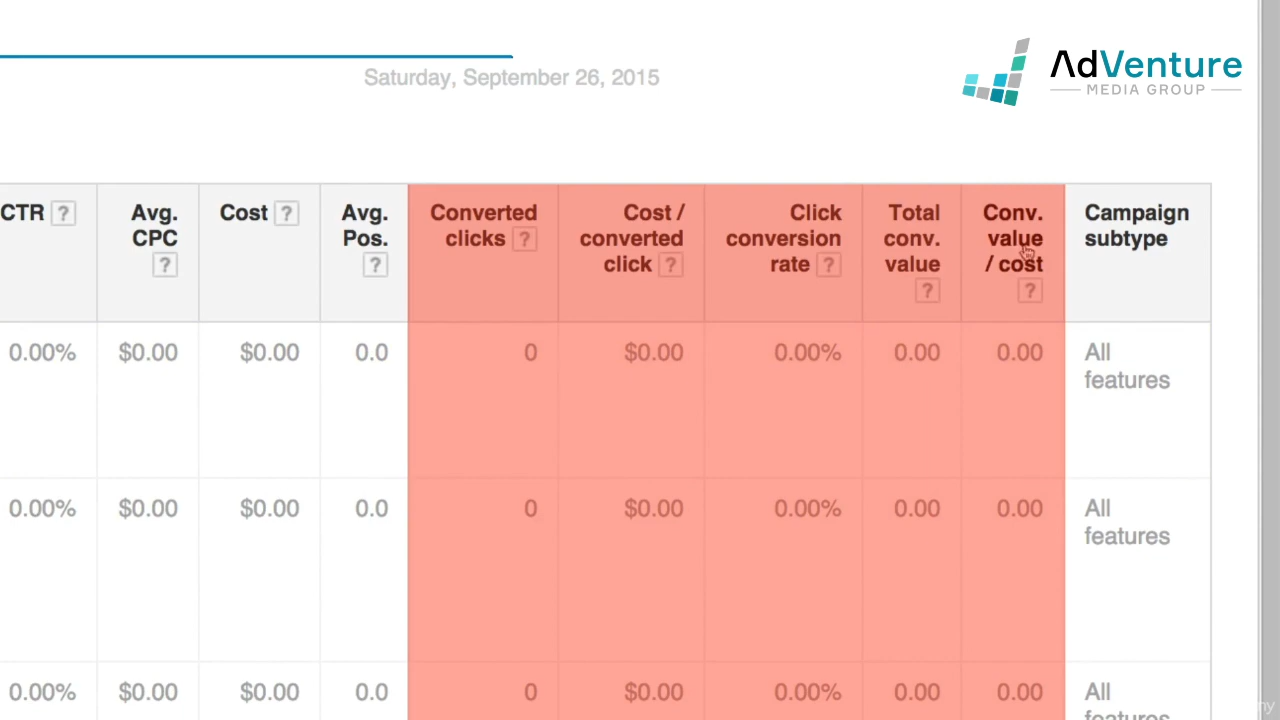 Saturday, September 26, 2015
AdVenture
MEDIA GROUP
CTR ?
Avg. CPC ?
Cost ?
Avg. Pos. ?
Converted clicks ?
Cost / converted click ?
Click conversion rate ?
Total conv. value ?
Conv. value / cost ?
Campaign subtype
0.00% $0.00 $0.00 0.0 0 $0.00 0.00% 0.00 0.00 All
features
0.00% $0.00 $0.00 0.0 0 $0.00 0.00% 0.00 0.00 All
features
0.00% $0.00 $0.00 0.0 0 $0.00 0.00% 0.00 0.00 All
features